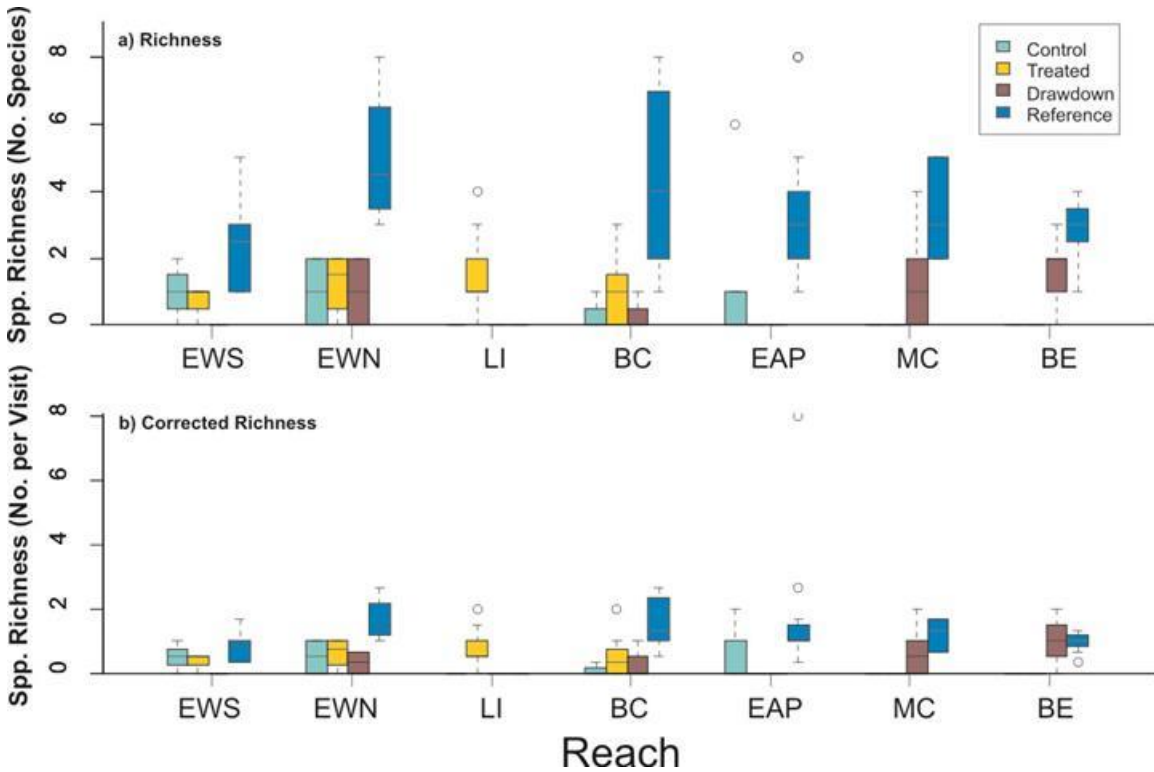 Spp. Richness (No. Species)
a) Richness
8
6
4
2
0
Control
Treated
Drawdown
Reference
EWS EWN LI BC EAP MC BE
Spp. Richness (No. per Visit)
b) Corrected Richness
8
6
4
2
0
EWS EWN LI BC EAP MC BE
Reach